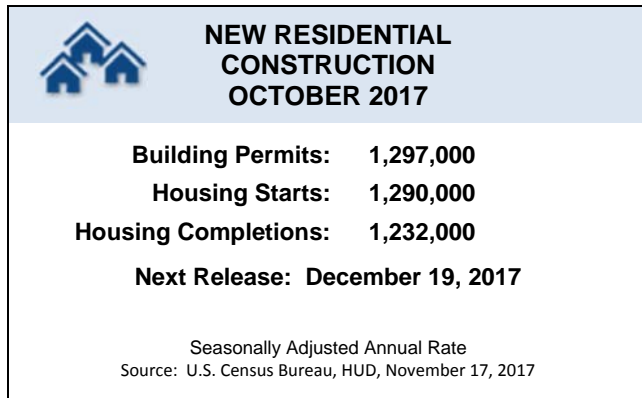 NEW RESIDENTIAL
CONSTRUCTION
OCTOBER 2017
Building Permits: 1,297,000
Housing Starts: 1,290,000
Housing Completions: 1,232,000
Next Release: December 19, 2017
Seasonally Adjusted Annual Rate
Source: U.S. Census Bureau, HUD, November 17, 2017